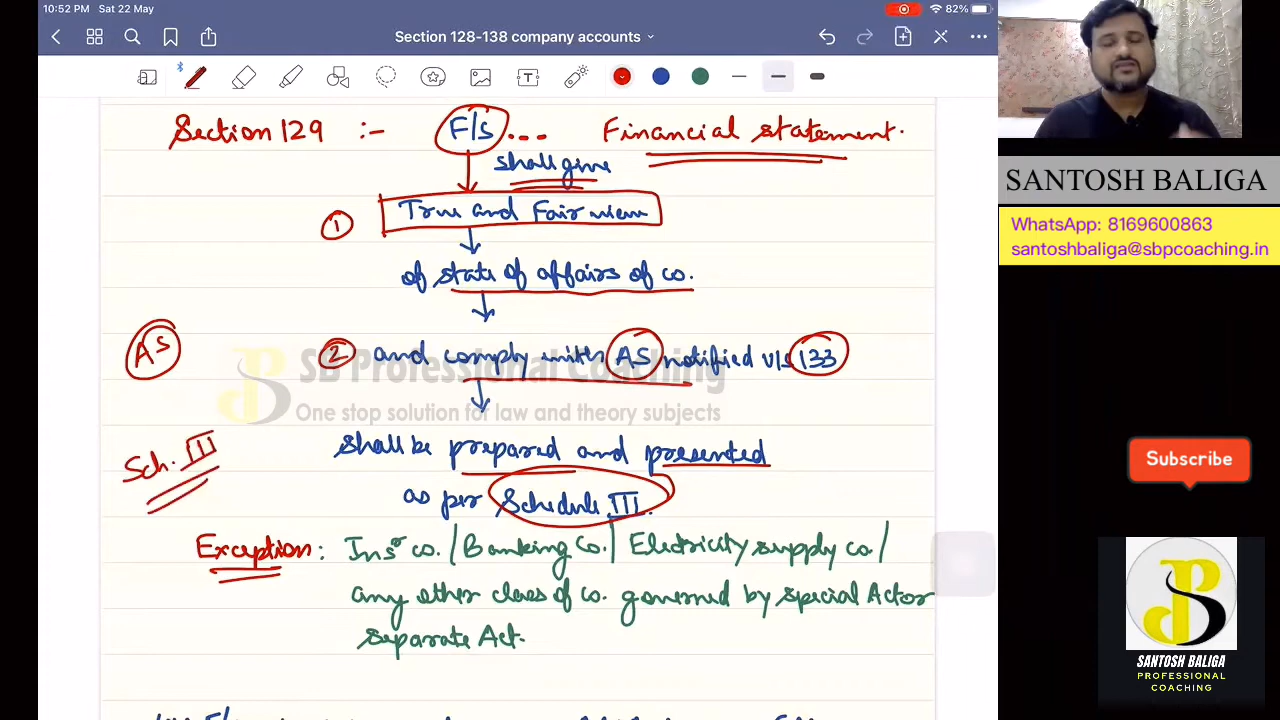 10:52 PM Sat 22 May
82%
Section 128-138 company accounts
T
Section 129 :- F/s... Financial statement.
shall give
① True and Fair view
of state of affairs of co.
AS
② and comply with AS notified u/s 133
SB Professional Coaching
One stop solution for law and theory subjects
Sch. III
shall be prepared and presented
as per Schedule III.
Exception: Insᵉ co. / Banking Co. / Electricity supply co /
any other class of co. governed by special Act or
separate Act.
SANTOSH BALIGA
WhatsApp: 8169600863
santoshbaliga@sbpcoaching.in
Subscribe
SANTOSH BALIGA
PROFESSIONAL
COACHING